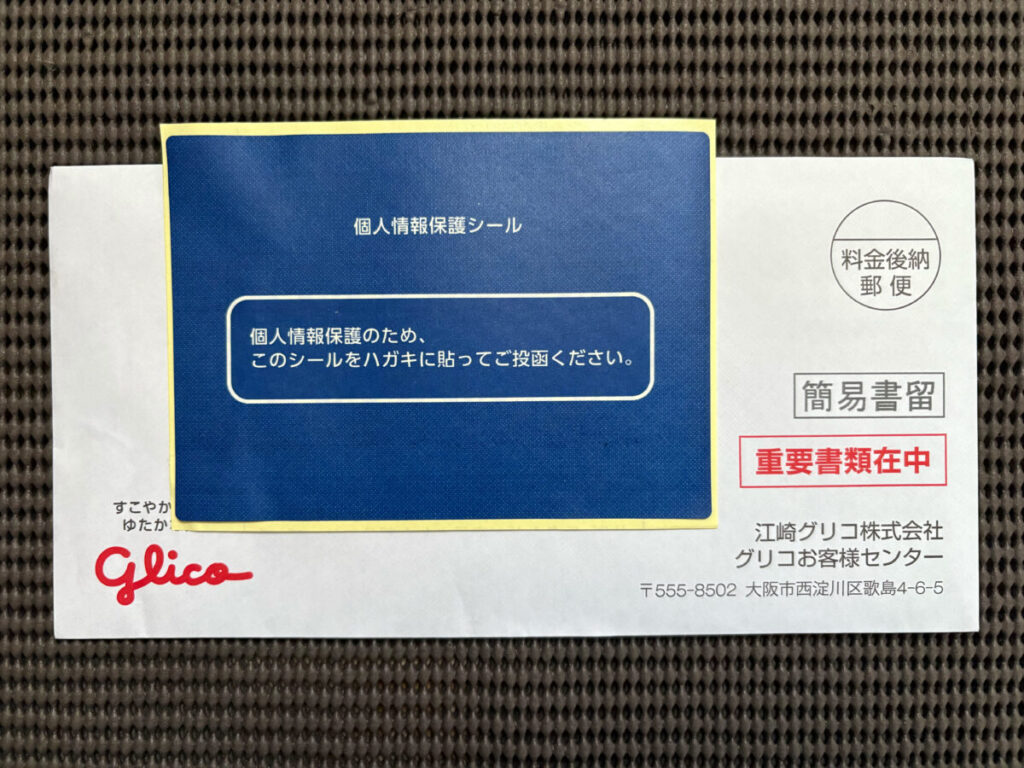 個人情報保護シール
個人情報保護のため、
このシールをハガキに貼ってご投函ください。
料金後納
郵便
簡易書留
重要書類在中
すこやか
ゆたか
glico
江崎グリコ株式会社
グリコお客様センター
〒555-8502 大阪市西淀川区歌島4-6-5